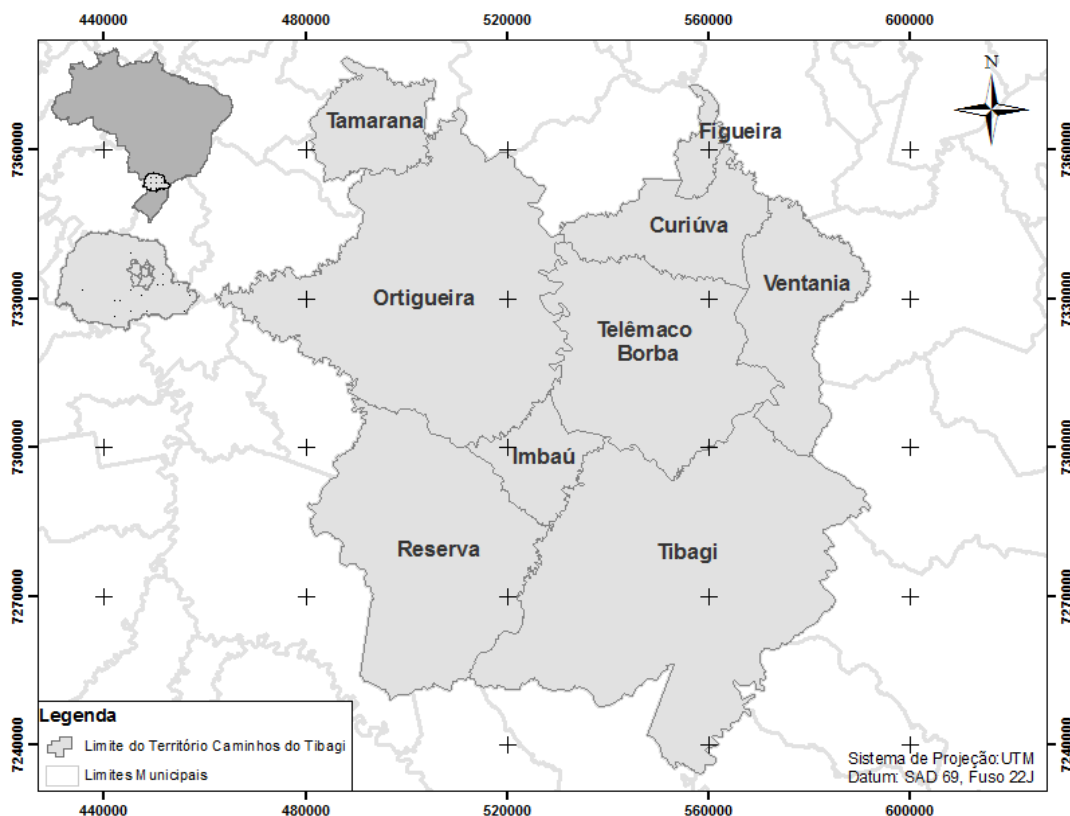 440000 480000 520000 560000 600000
N
Tamarana
Figueira
7360000 7360000
Curiúva
Ventania
Ortigueira
7330000 7330000
Telêmaco
Borba
7300000 7300000
Imbaú
Reserva
Tibagi
7270000 7270000
Legenda
Limite do Território Caminhos do Tibagi
Limites Municipais
7240000 7240000
Sistema de Projeção:UTM
Datum: SAD 69, Fuso 22J
440000 480000 520000 560000 600000